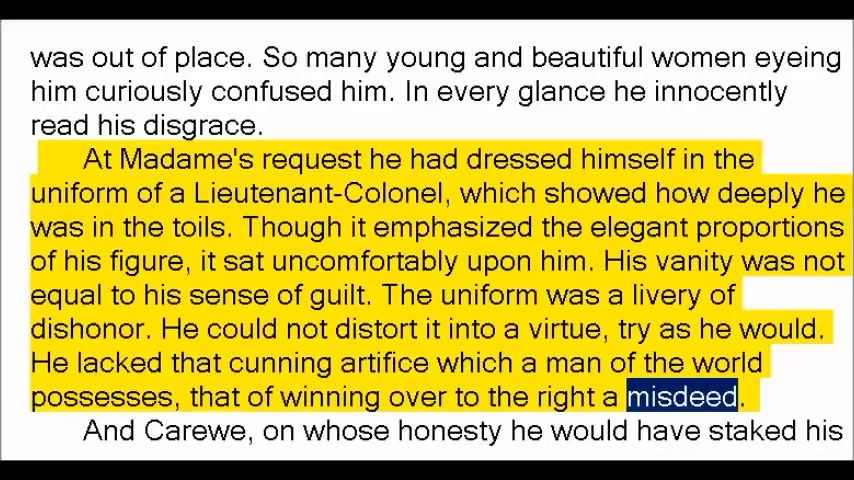 was out of place. So many young and beautiful women eyeing
him curiously confused him. In every glance he innocently
read his disgrace.
At Madame's request he had dressed himself in the
uniform of a Lieutenant-Colonel, which showed how deeply he
was in the toils. Though it emphasized the elegant proportions
of his figure, it sat uncomfortably upon him. His vanity was not
equal to his sense of guilt. The uniform was a livery of
dishonor. He could not distort it into a virtue, try as he would.
He lacked that cunning artifice which a man of the world
possesses, that of winning over to the right a misdeed.
And Carewe, on whose honesty he would have staked his